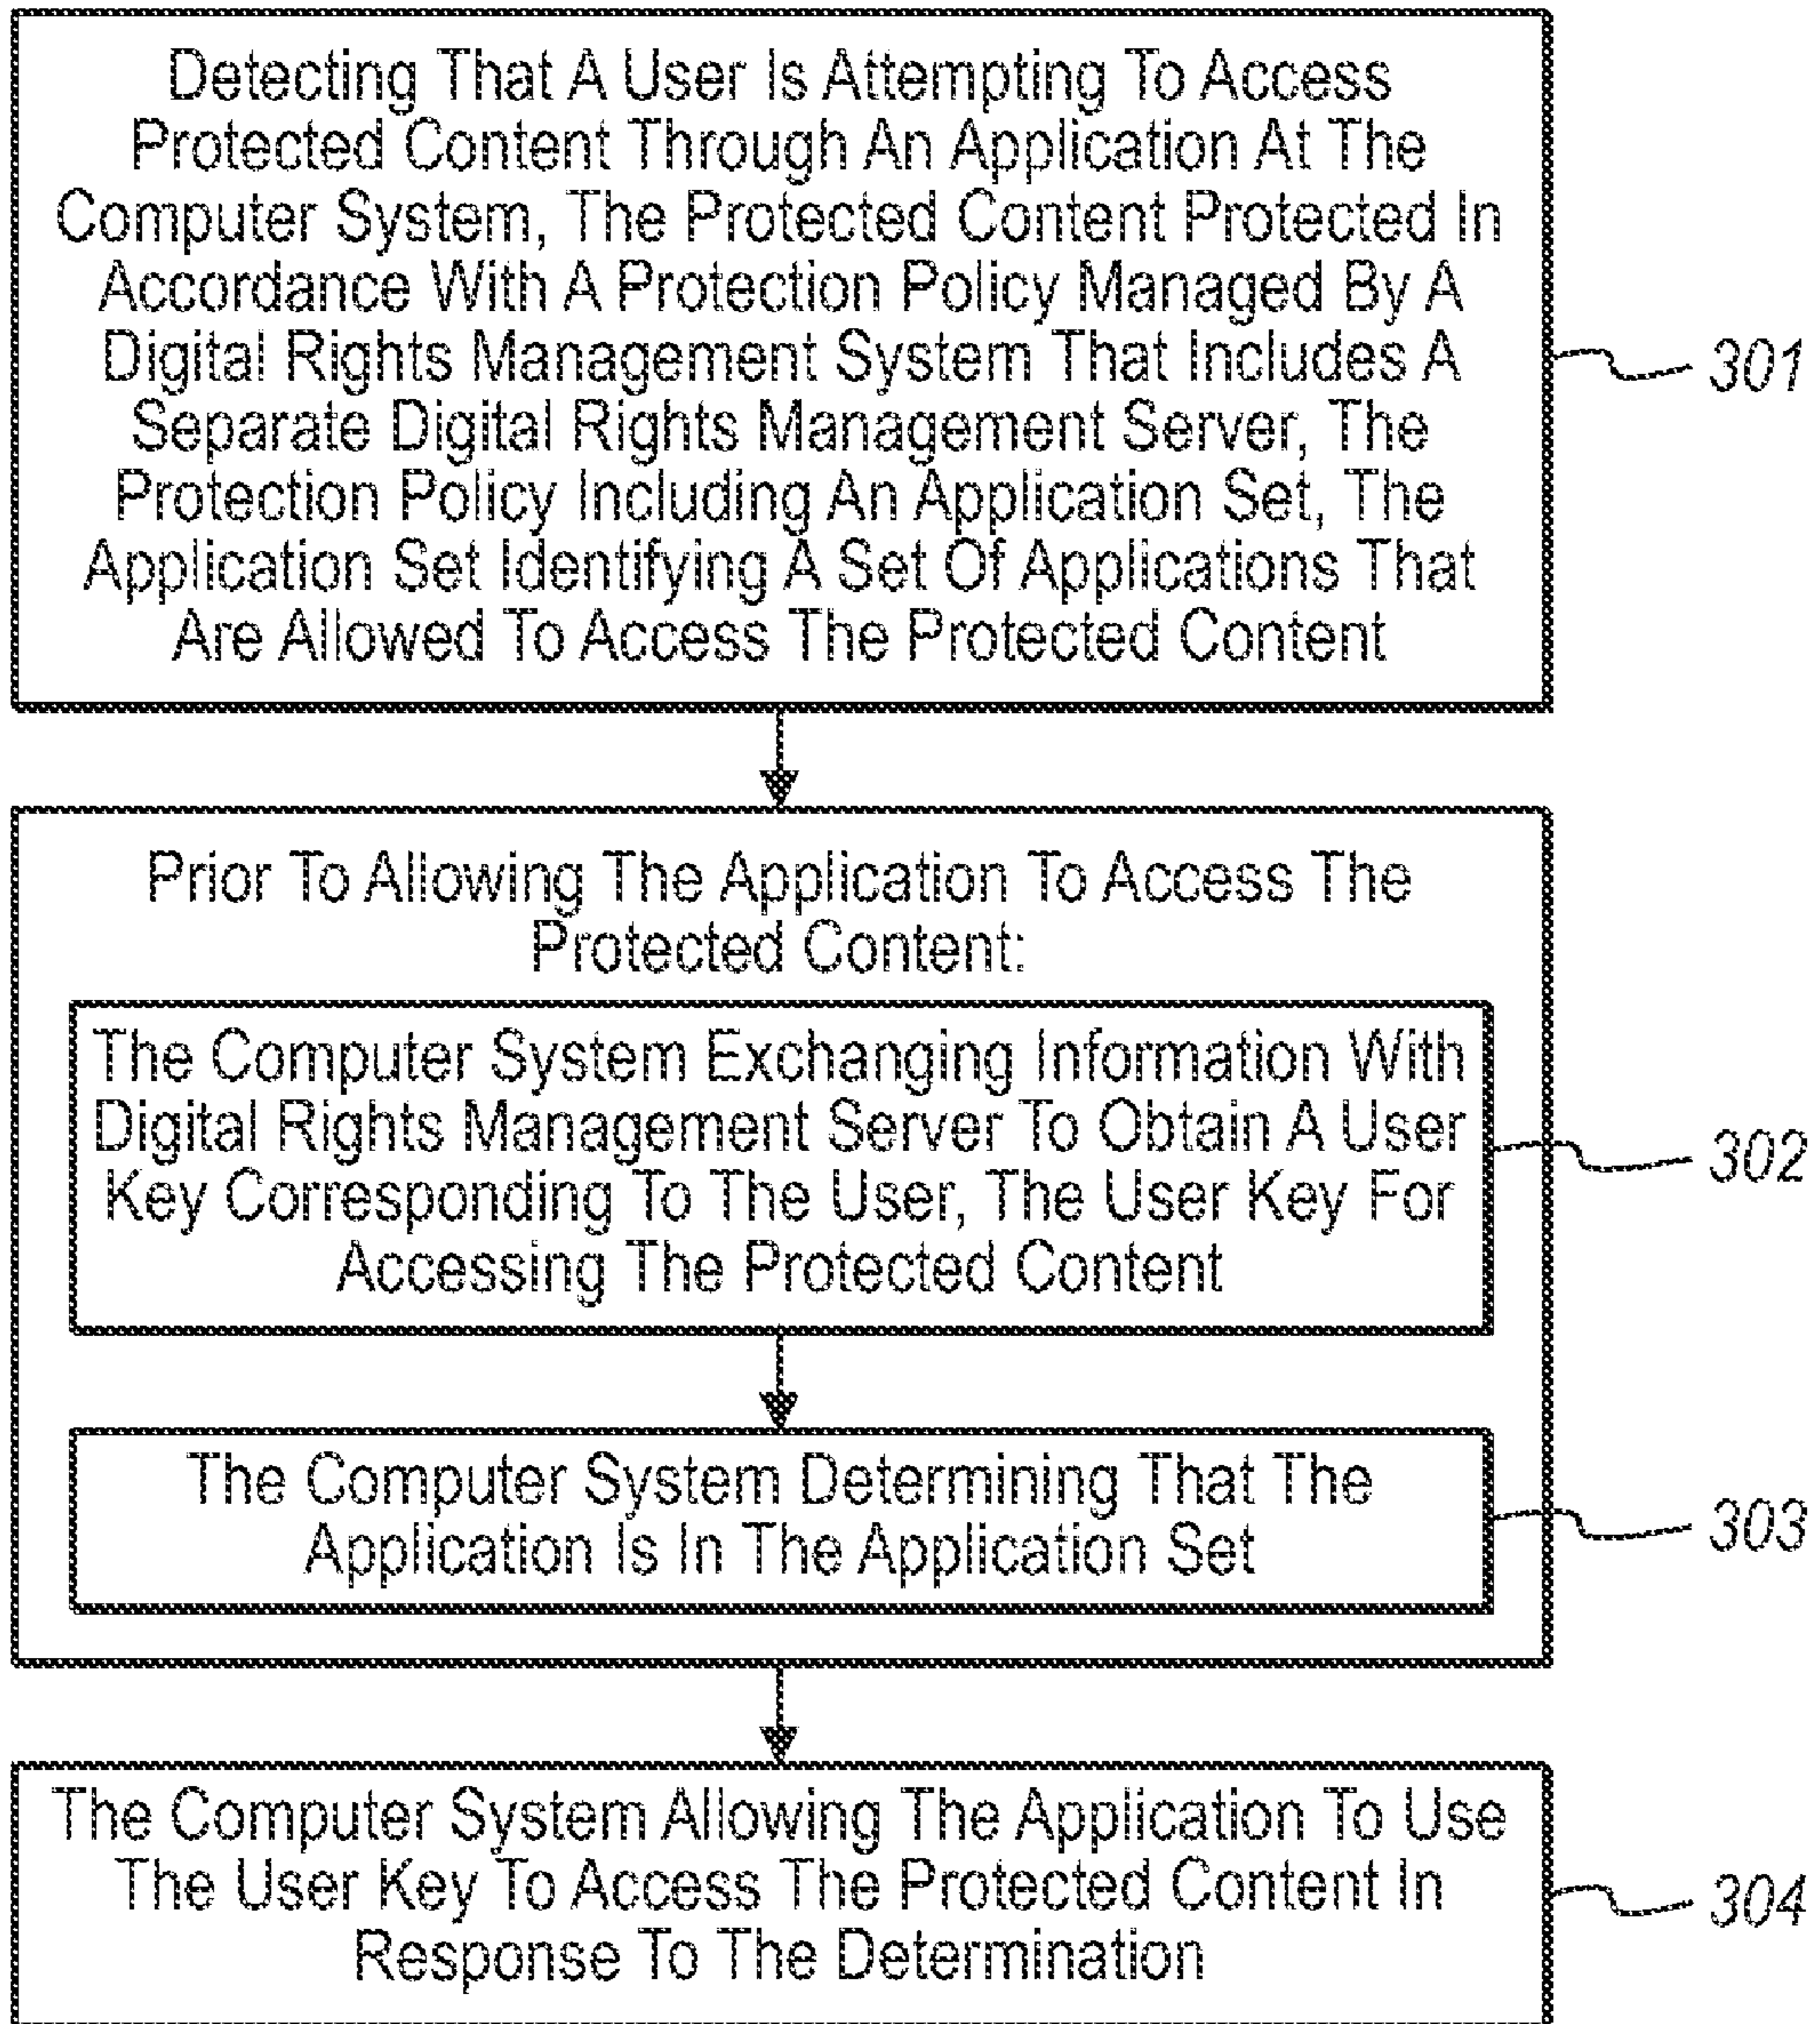 Detecting That A User Is Attempting To Access
Protected Content Through An Application At The
Computer System, The Protected Content Protected In
Accordance With A Protection Policy Managed By A
Digital Rights Management System That Includes A
Separate Digital Rights Management Server, The
Protection Policy Including An Application Set, The
Application Set Identifying A Set Of Applications That
Are Allowed To Access The Protected Content
301
Prior To Allowing The Application To Access The
Protected Content:
The Computer System Exchanging Information With
Digital Rights Management Server To Obtain A User
Key Corresponding To The User, The User Key For
Accessing The Protected Content
302
The Computer System Determining That The
Application Is In The Application Set
303
The Computer System Allowing The Application To Use
The User Key To Access The Protected Content In
Response To The Determination
304